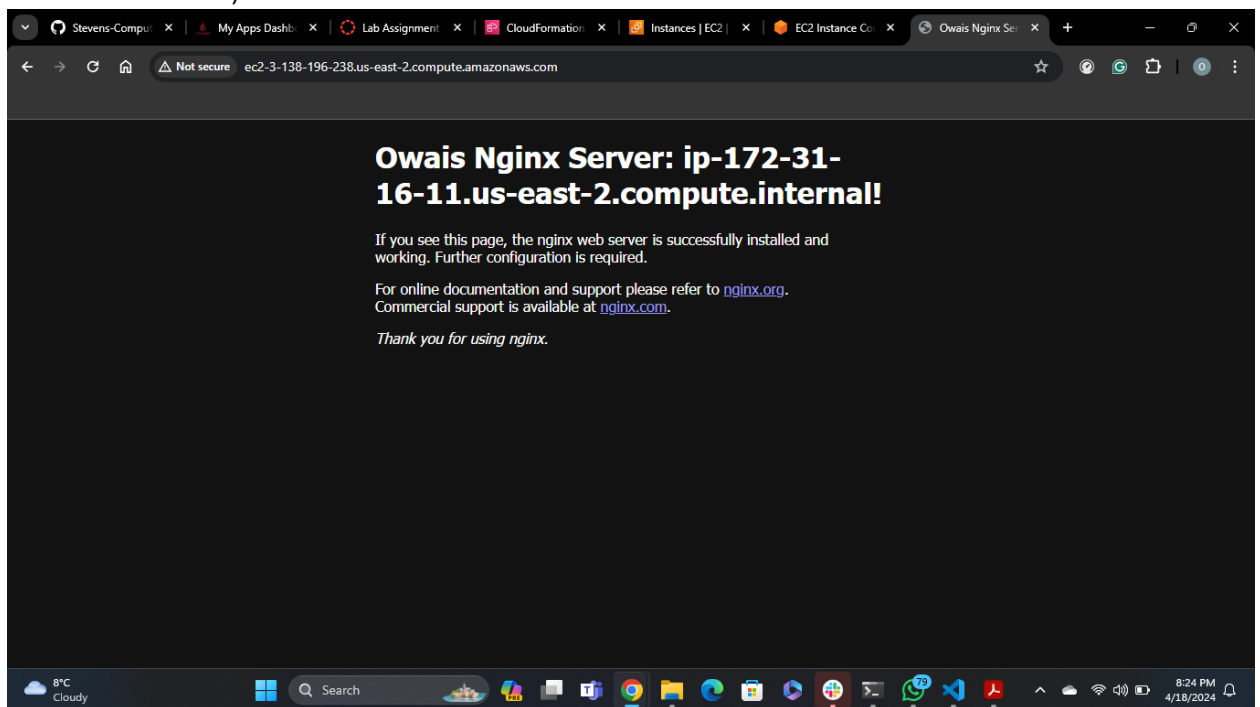 Stevens-Comput
My Apps Dashbo
Lab Assignment
CloudFormation
Instances | EC2 |
EC2 Instance Co
Owais Nginx Ser
Not secure
ec2-3-138-196-238.us-east-2.compute.amazonaws.com
Owais Nginx Server: ip-172-31-
16-11.us-east-2.compute.internal!
If you see this page, the nginx web server is successfully installed and
working. Further configuration is required.
For online documentation and support please refer to nginx.org.
Commercial support is available at nginx.com.
Thank you for using nginx.
8°C
Cloudy
Search
PRE
79
8:24 PM
4/18/2024